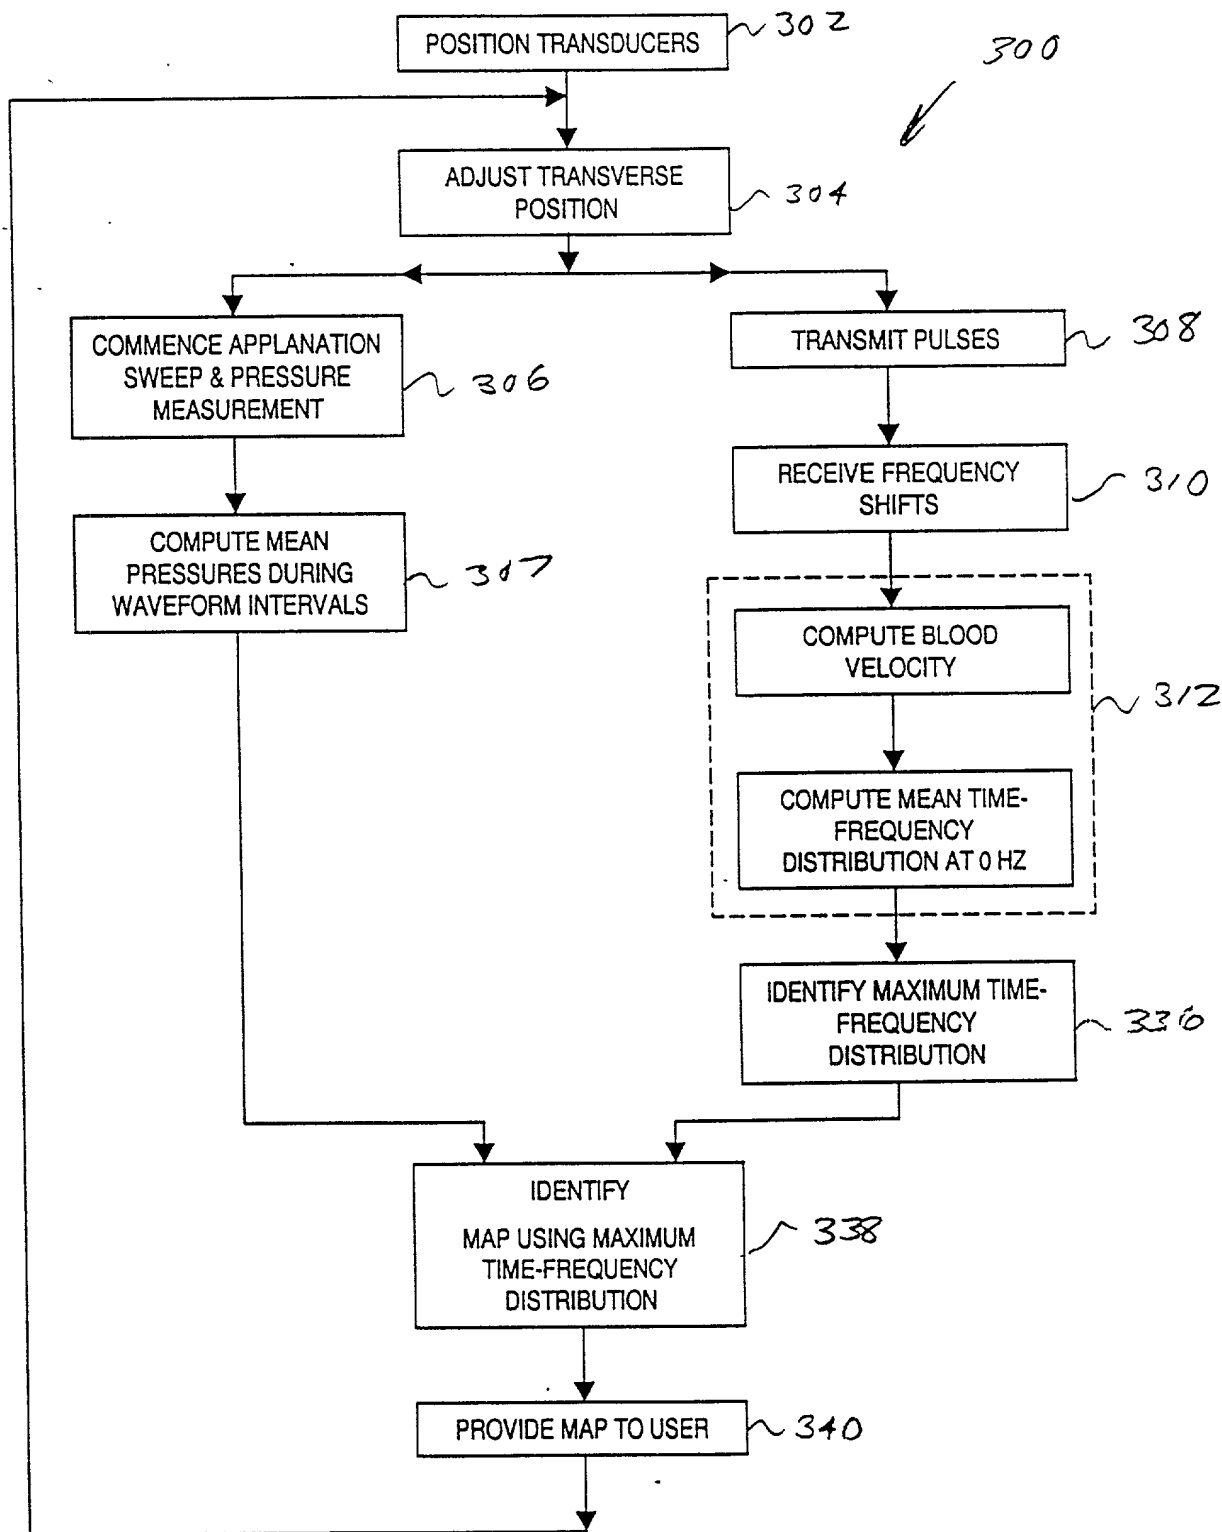 POSITION TRANSDUCERS
302
300
ADJUST TRANSVERSE
POSITION
304
COMMENCE APPLANATION
SWEEP & PRESSURE
MEASUREMENT
306
TRANSMIT PULSES
308
RECEIVE FREQUENCY
SHIFTS
310
COMPUTE MEAN
PRESSURES DURING
WAVEFORM INTERVALS
307
COMPUTE BLOOD
VELOCITY
312
COMPUTE MEAN TIME-
FREQUENCY
DISTRIBUTION AT 0 HZ
IDENTIFY MAXIMUM TIME-
FREQUENCY
DISTRIBUTION
336
IDENTIFY
MAP USING MAXIMUM
TIME-FREQUENCY
DISTRIBUTION
338
PROVIDE MAP TO USER
340